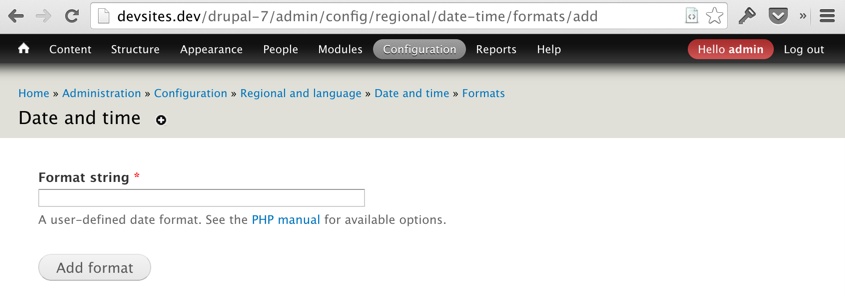 devsites.dev/drupal-7/admin/config/regional/date-time/formats/add
»
Content Structure Appearance People Modules Configuration Reports Help Hello admin Log out
Home » Administration » Configuration » Regional and language » Date and time » Formats
Date and time
Format string *
A user-defined date format. See the PHP manual for available options.
Add format